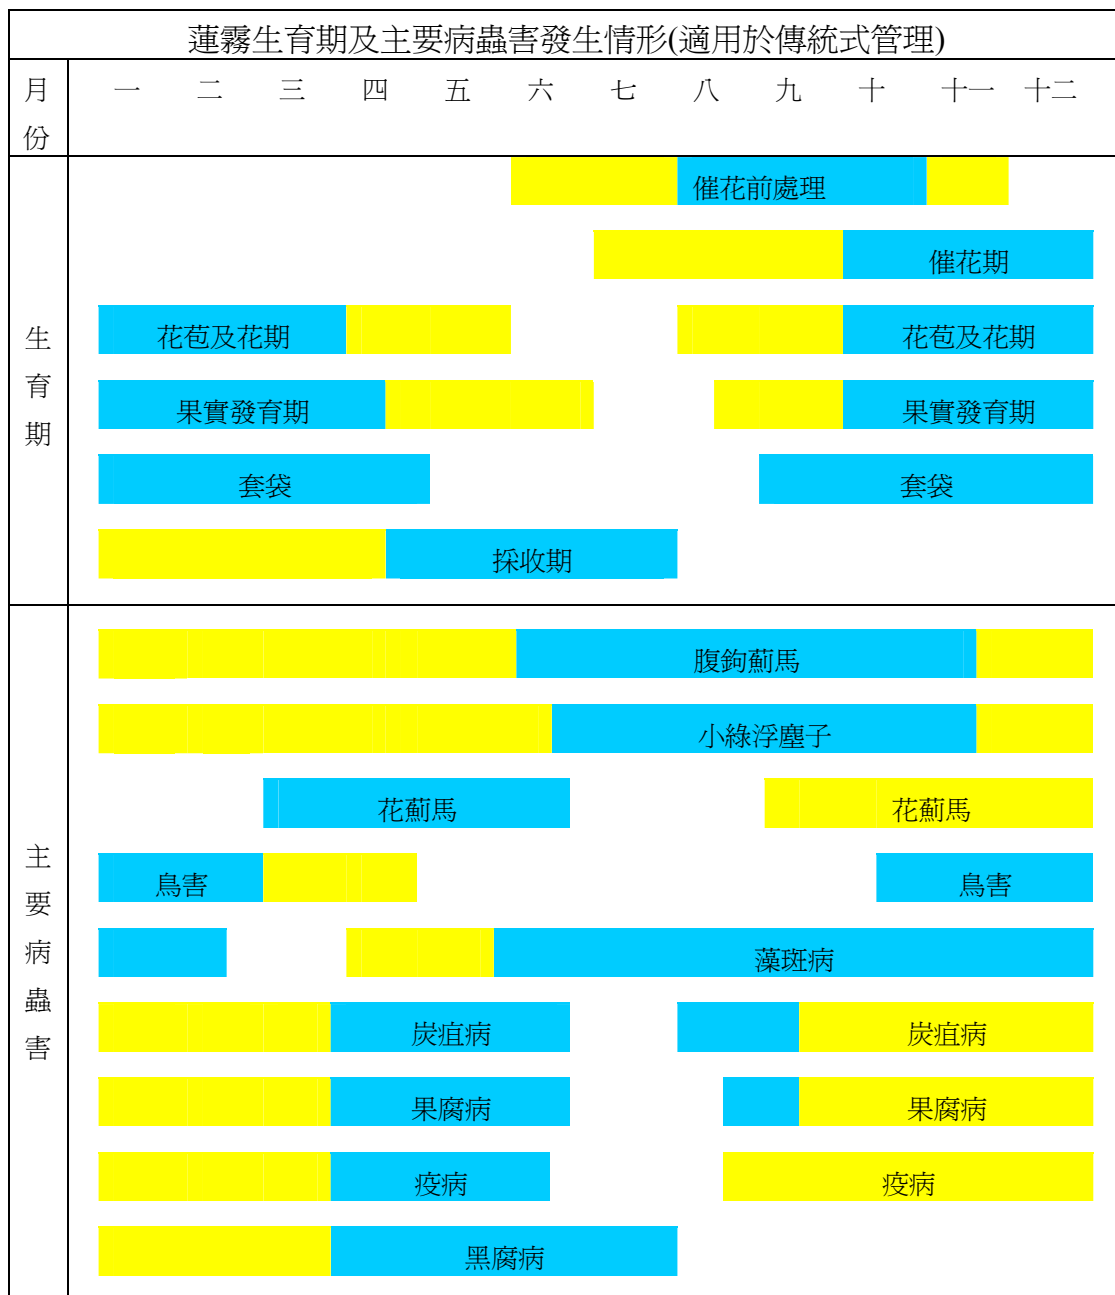 蓮霧生育期及主要病蟲害發生情形(適用於傳統式管理)
月份 一 二 三 四 五 六 七 八 九 十 十一 十二
生育期
催花前處理
催花期
花苞及花期 花苞及花期
果實發育期 果實發育期
套袋 套袋
採收期
主要病蟲害
腹鉤薊馬
小綠浮塵子
花薊馬 花薊馬
鳥害 鳥害
藻斑病
炭疽病 炭疽病
果腐病 果腐病
疫病 疫病
黑腐病